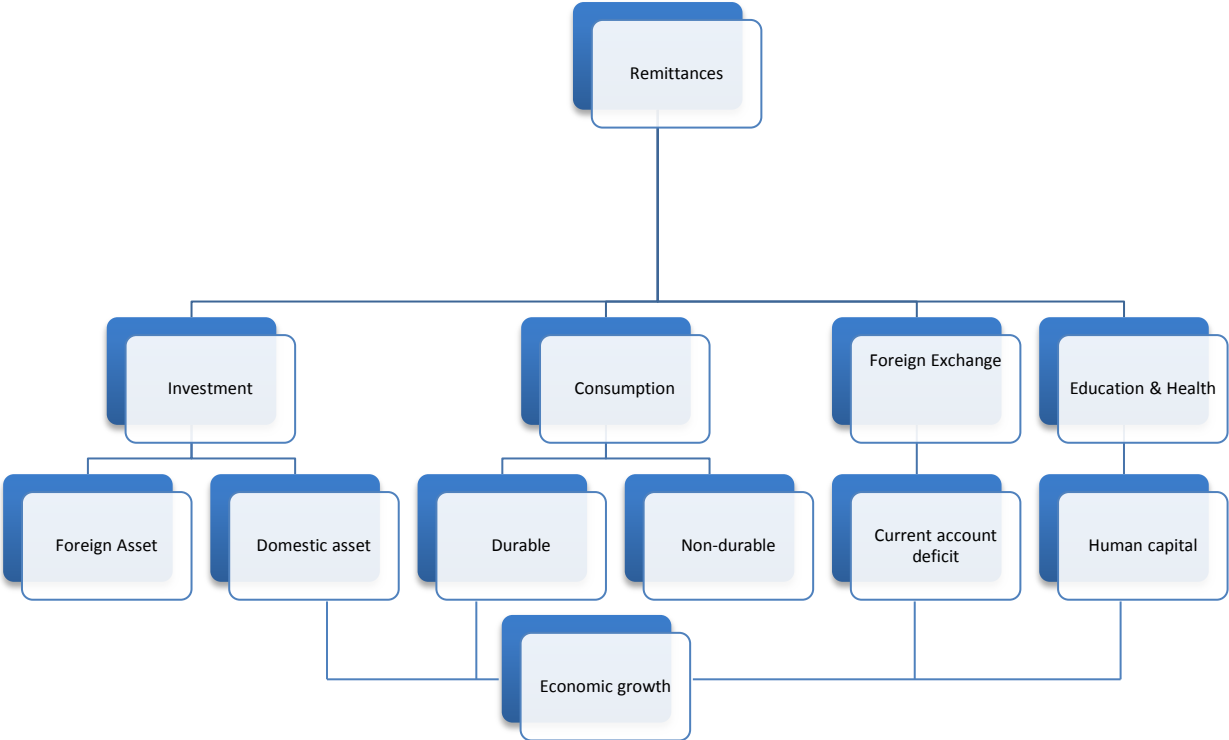 Remittances
Investment
Consumption
Foreign Exchange
Education & Health
Foreign Asset
Domestic asset
Durable
Non-durable
Current account
deficit
Human capital
Economic growth